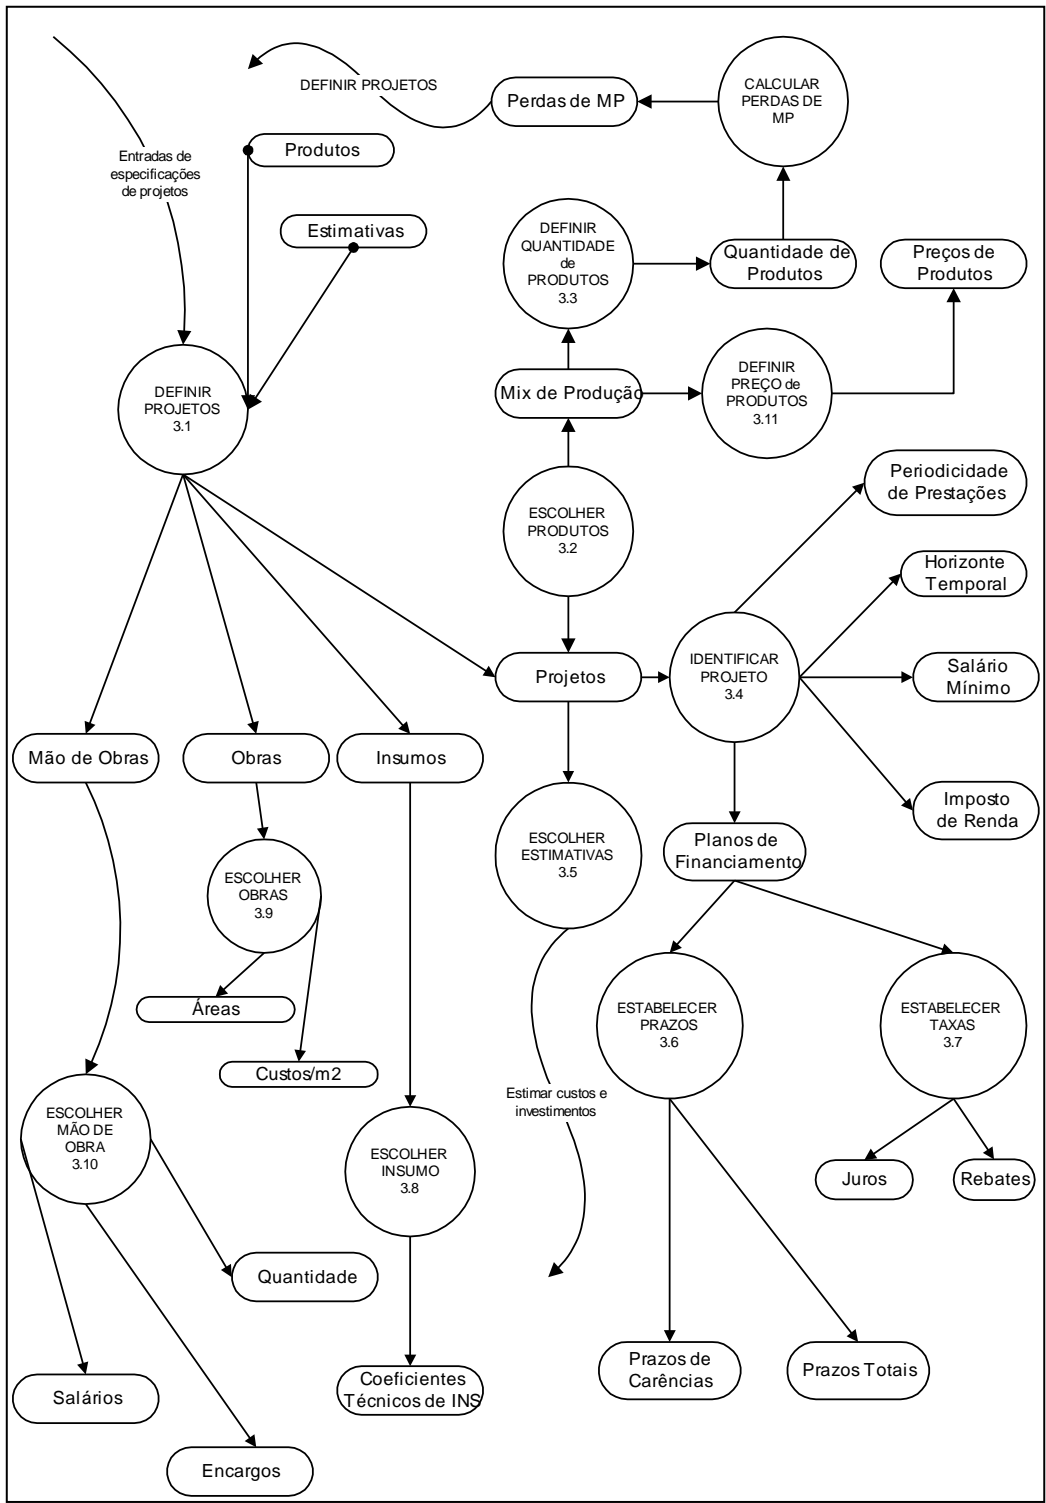 DEFINIR PROJETOS
Perdas de MP
CALCULAR
PERDAS DE
MP
Entradas de
especificações
de projetos
Produtos
Estimativas
DEFINIR
QUANTIDADE
de
PRODUTOS
3.3
Quantidade de
Produtos
Preços de
Produtos
DEFINIR
PROJETOS
3.1
Mix de Produção
DEFINIR
PREÇO de
PRODUTOS
3.11
ESCOLHER
PRODUTOS
3.2
Periodicidade
de Prestações
Horizonte
Temporal
Projetos
IDENTIFICAR
PROJETO
3.4
Salário
Mínimo
Mão de Obras
Obras
Insumos
Imposto
de Renda
ESCOLHER
ESTIMATIVAS
3.5
Planos de
Financiamento
ESCOLHER
OBRAS
3.9
Áreas
Custos/m2
ESTABELECER
PRAZOS
3.6
ESTABELECER
TAXAS
3.7
Estimar custos e
investimentos
ESCOLHER
MÃO DE
OBRA
3.10
ESCOLHER
INSUMO
3.8
Juros
Rebates
Quantidade
Salários
Coeficientes
Técnicos de INS
Prazos de
Carências
Prazos Totais
Encargos